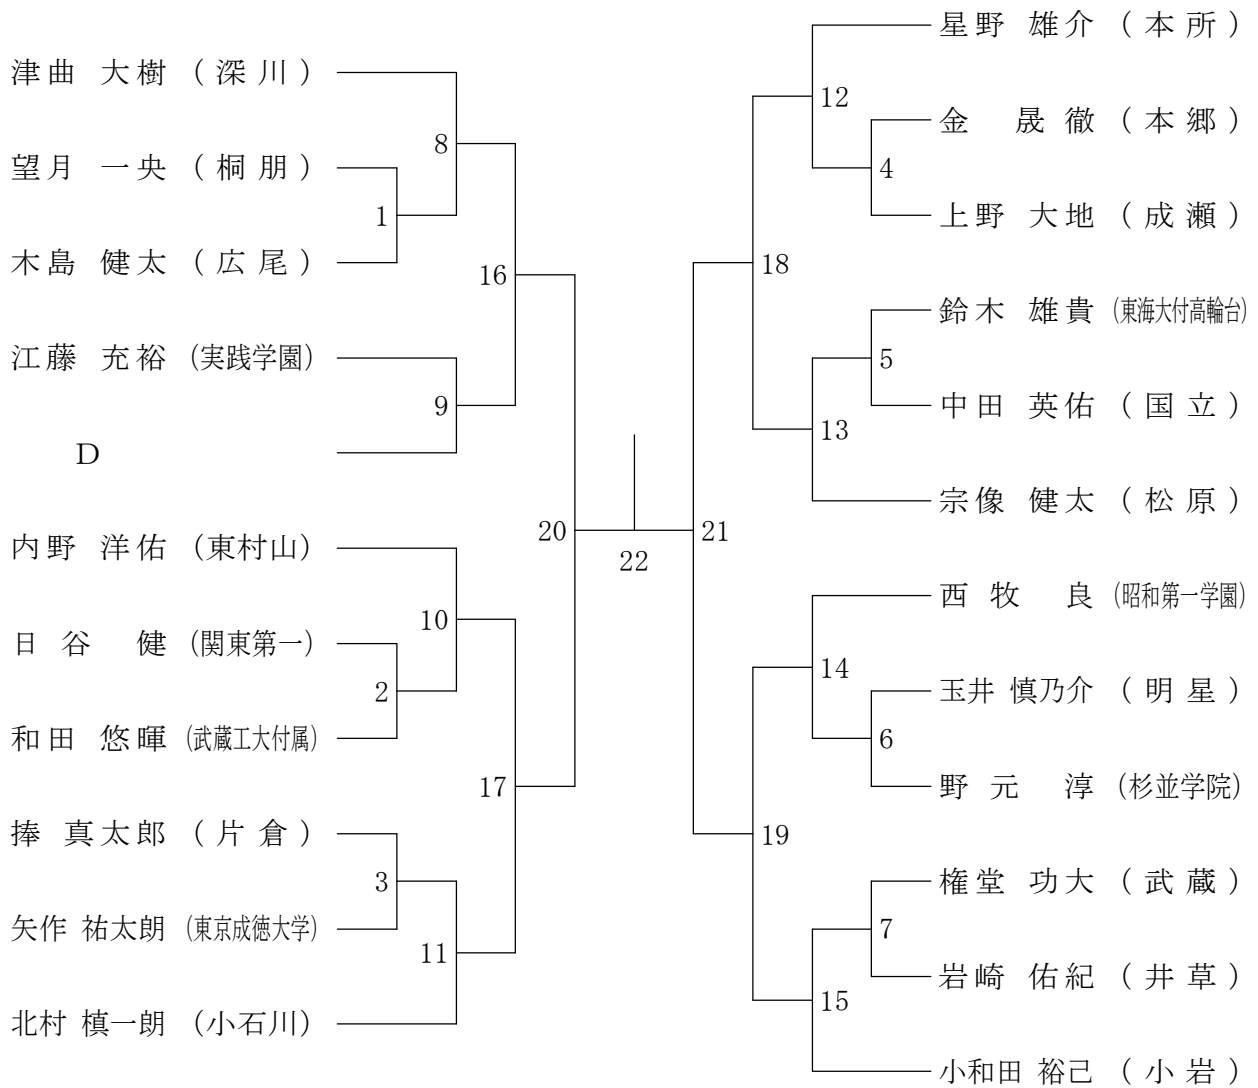 津曲 大樹 (深川)
望月 一央 (桐朋)
木島 健太 (広尾)
江藤 充裕 (実践学園)
D
内野 洋佑 (東村山)
日谷 健 (関東第一)
和田 悠暉 (武蔵工大付属)
捧 真太郎 (片倉)
矢作 祐太朗 (東京成徳大学)
北村 槙一朗 (小石川)
8
1
16
9
10
2
17
3
11
20
22
21
12
4
18
5
13
14
6
19
7
15
星野 雄介 (本所)
金 晟徹 (本郷)
上野 大地 (成瀬)
鈴木 雄貴 (東海大付高輪台)
中田 英佑 (国立)
宗像 健太 (松原)
西牧 良 (昭和第一学園)
玉井 慎乃介 (明星)
野元 淳 (杉並学院)
権堂 功大 (武蔵)
岩崎 佑紀 (井草)
小和田 裕己 (小岩)